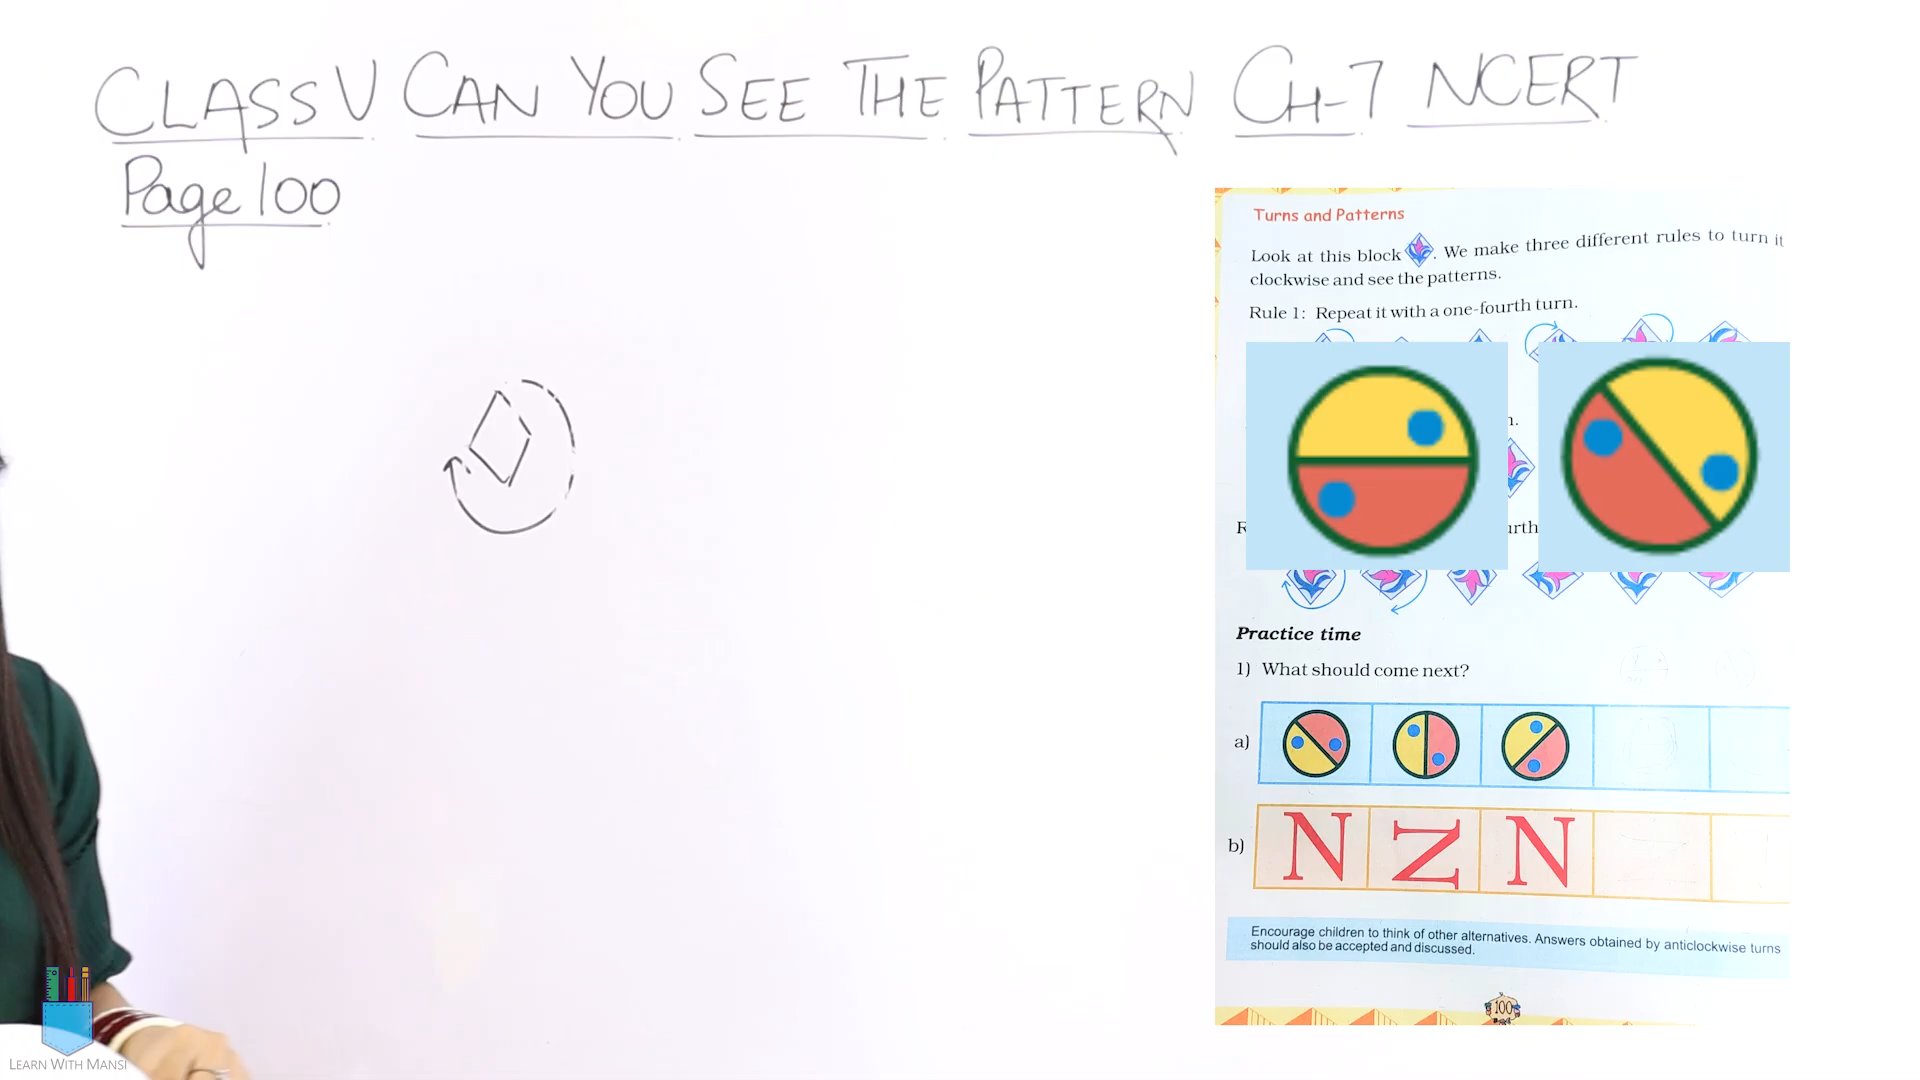 CLASS V CAN YOU SEE THE PATTERN CH-7 NCERT
Page 100
Turns and Patterns
Look at this block . We make three different rules to turn it
clockwise and see the patterns.
Rule 1: Repeat it with a one-fourth turn.
Practice time
1) What should come next?
a)
b) N Z N
Encourage children to think of other alternatives. Answers obtained by anticlockwise turns
should also be accepted and discussed.
100
LEARN WITH MANSI